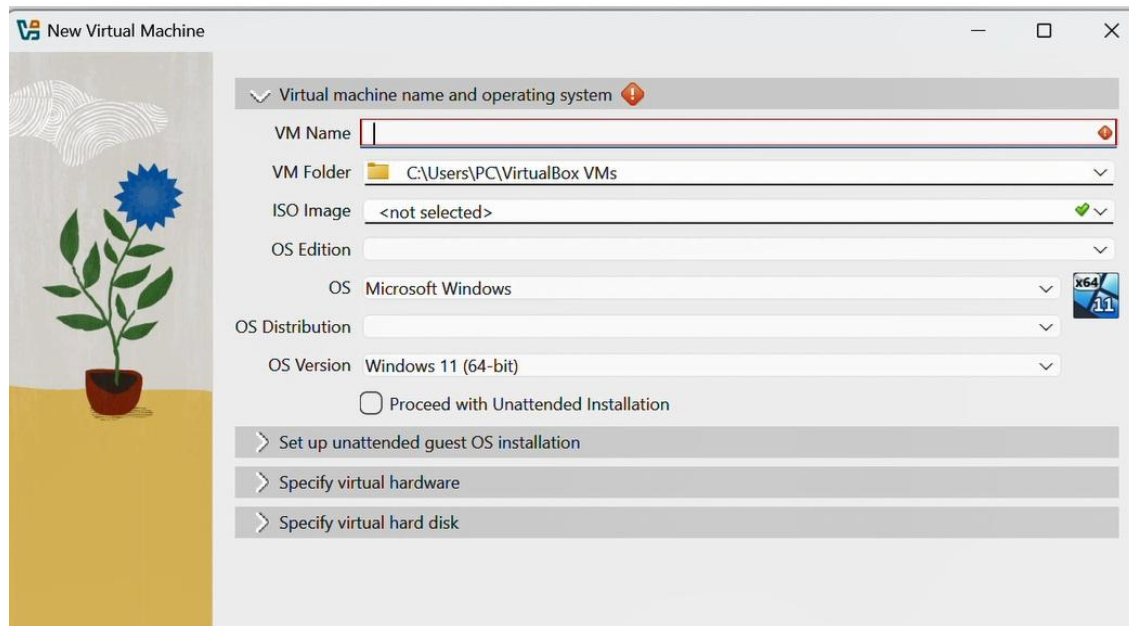 New Virtual Machine
Virtual machine name and operating system
VM Name
VM Folder C:\Users\PC\VirtualBox VMs
ISO Image <not selected>
OS Edition
OS Microsoft Windows
x64
11
OS Distribution
OS Version Windows 11 (64-bit)
Proceed with Unattended Installation
Set up unattended guest OS installation
Specify virtual hardware
Specify virtual hard disk